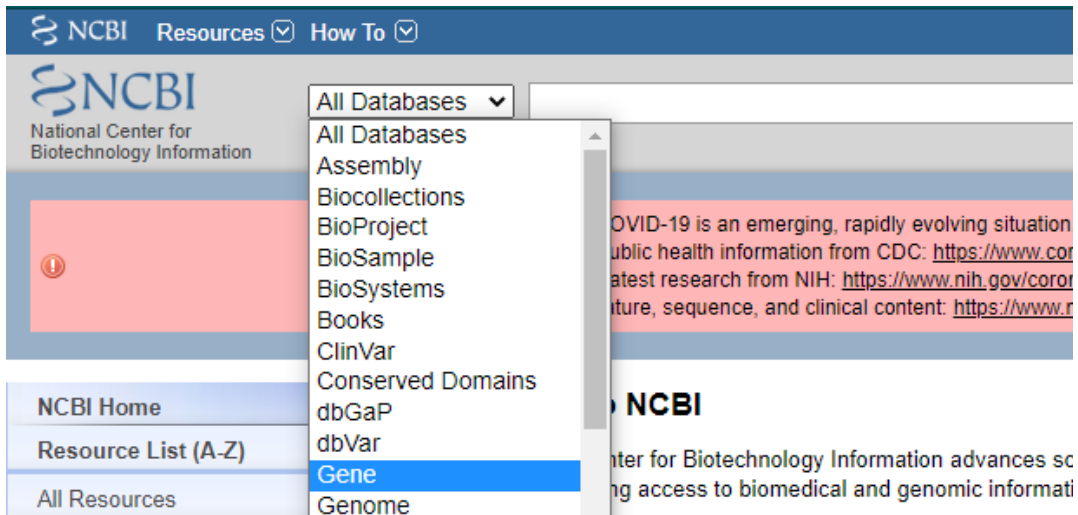 NCBI Resources How To
NCBI
National Center for
Biotechnology Information
All Databases
All Databases
Assembly
Biocollections
BioProject
BioSample
BioSystems
Books
ClinVar
Conserved Domains
dbGaP
dbVar
Gene
Genome
OVID-19 is an emerging, rapidly evolving situation.
ublic health information from CDC: https://www.cor
atest research from NIH: https://www.nih.gov/coror
ture, sequence, and clinical content: https://www.n
NCBI Home
Resource List (A-Z)
All Resources
NCBI
nter for Biotechnology Information advances sc
ng access to biomedical and genomic informati